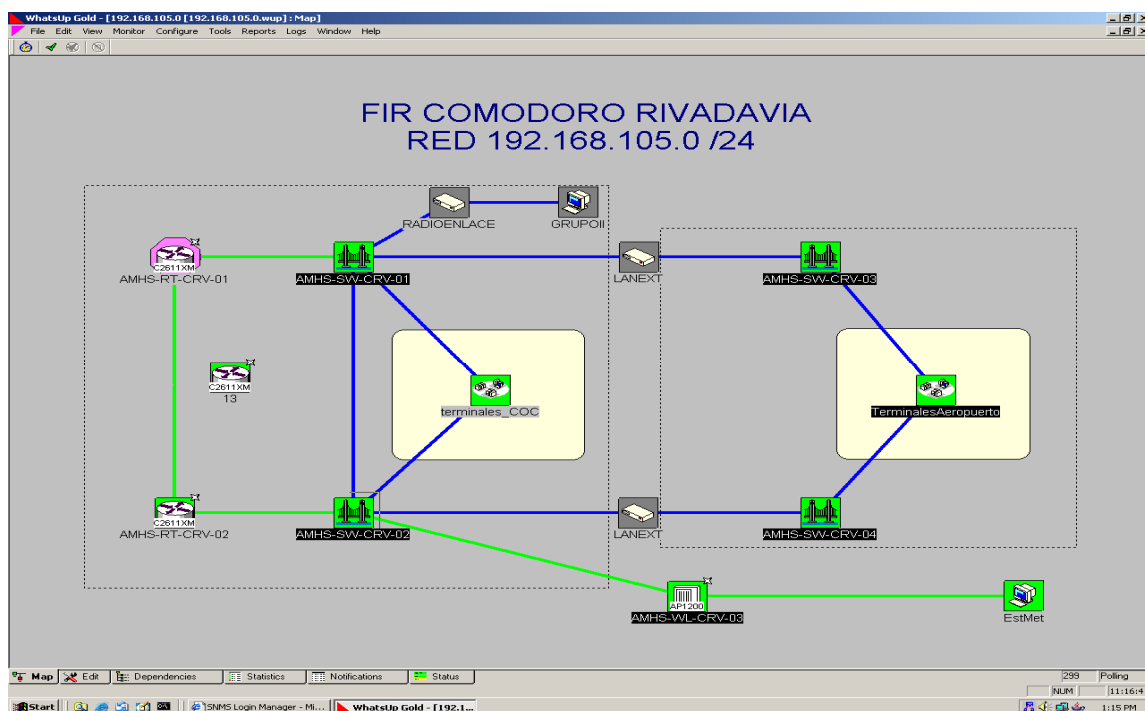 WhatsUp Gold - [192.168.105.0 [192.168.105.0.wup] : Map]
File Edit View Monitor Configure Tools Reports Logs Window Help
FIR COMODORO RIVADAVIA
RED 192.168.105.0 /24
RADIOENLACE
GRUPOII
C2611XM
AMHS-RT-CRV-01
AMHS-SW-CRV-01
LANEXT
AMHS-SW-CRV-03
C2611XM
13
terminales_COC
TerminalesAeropuerto
C2611XM
AMHS-RT-CRV-02
AMHS-SW-CRV-02
LANEXT
AMHS-SW-CRV-04
AP1200
AMHS-WL-CRV-03
EstMet
Map Edit Dependencies Statistics Notifications Status 299 Polling
NUM 11:16:4
Start SNMS Login Manager - Mi... WhatsUp Gold - [192.1... 1:15 PM